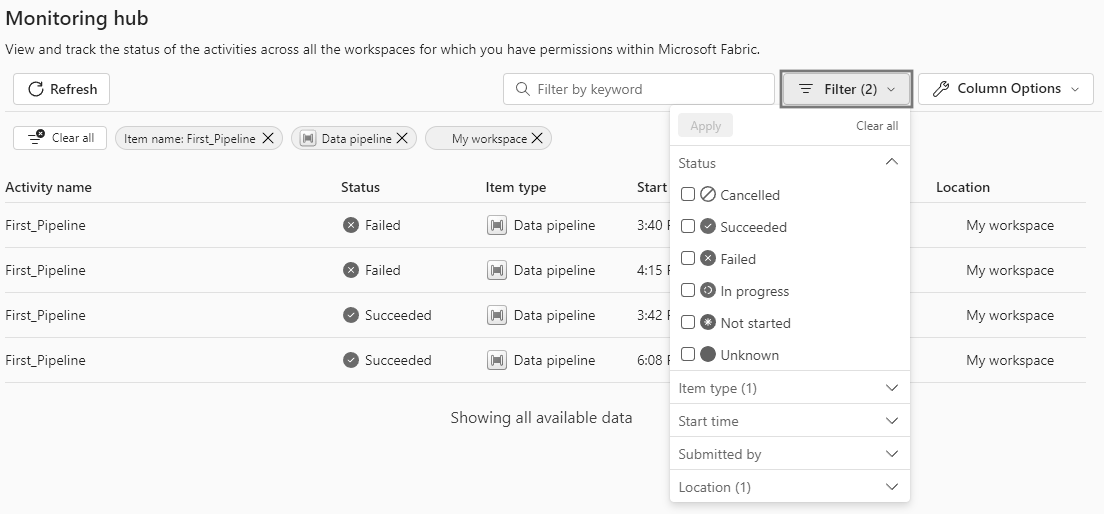 Monitoring hub
View and track the status of the activities across all the workspaces for which you have permissions within Microsoft Fabric.
Refresh
Filter by keyword
Filter (2)
Column Options
Clear all
Item name: First_Pipeline
Data pipeline
My workspace
Apply
Clear all
Status
Cancelled
Succeeded
Failed
In progress
Not started
Unknown
Item type (1)
Start time
Submitted by
Location (1)
Activity name Status Item type Start Location
First_Pipeline Failed Data pipeline 3:40 My workspace
First_Pipeline Failed Data pipeline 4:15 My workspace
First_Pipeline Succeeded Data pipeline 3:42 My workspace
First_Pipeline Succeeded Data pipeline 6:08 My workspace
Showing all available data